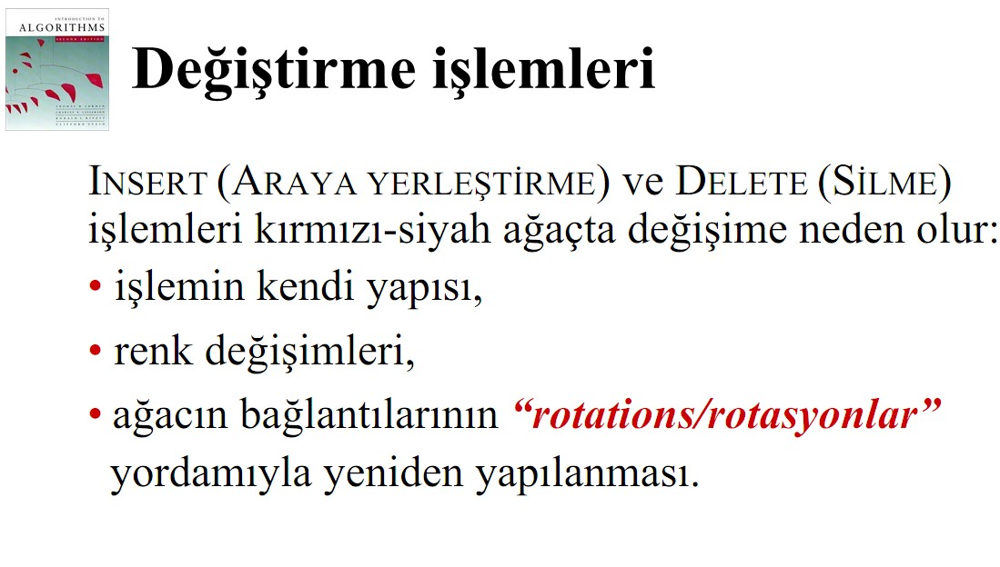 INTRODUCTION TO
ALGORITHMS
SECOND EDITION
THOMAS H. CORMEN
CHARLES E. LEISERSON
RONALD L. RIVEST
CLIFFORD STEIN
Değiştirme işlemleri
INSERT (ARAYA YERLEŞTİRME) ve DELETE (SİLME)
işlemleri kırmızı-siyah ağaçta değişime neden olur:
• işlemin kendi yapısı,
• renk değişimleri,
• ağacın bağlantılarının “rotations/rotasyonlar”
yordamıyla yeniden yapılanması.